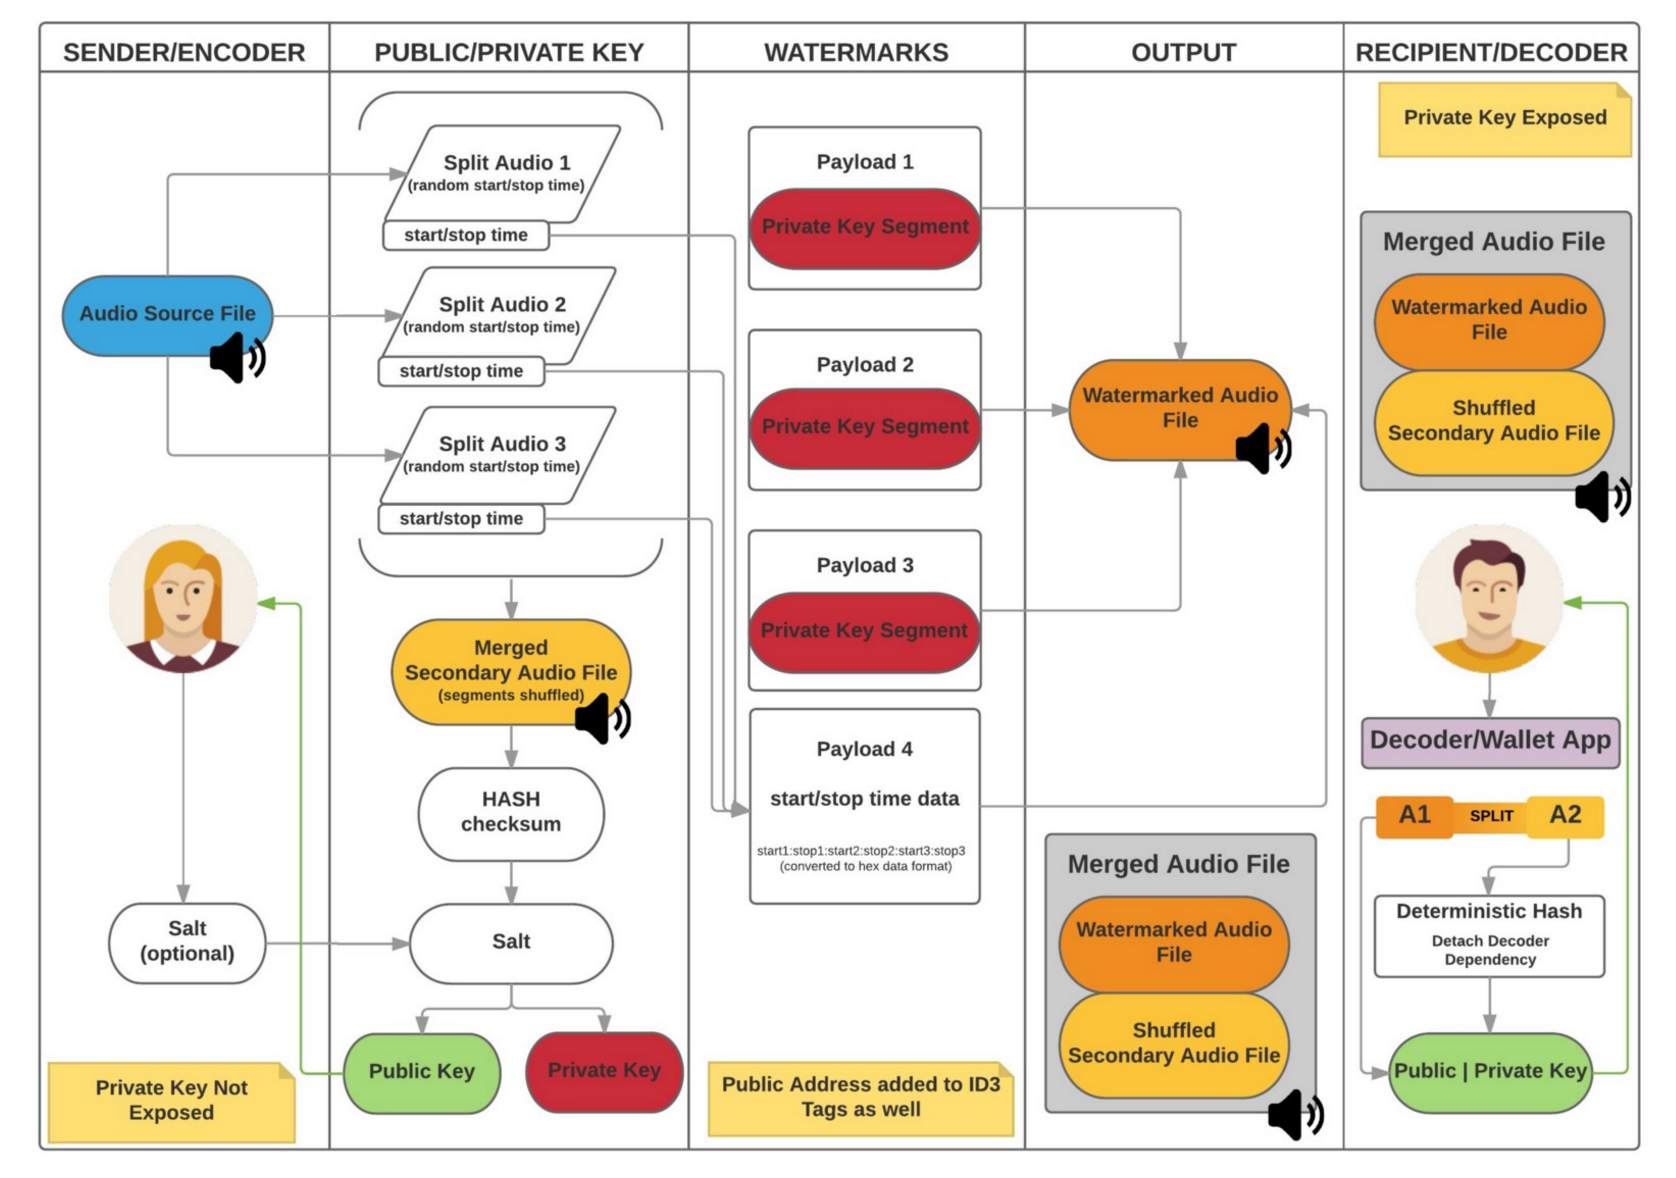 SENDER/ENCODER
PUBLIC/PRIVATE KEY
WATERMARKS
OUTPUT
RECIPIENT/DECODER
Audio Source File
Salt
(optional)
Private Key Not
Exposed
Split Audio 1
(random start/stop time)
start/stop time
Split Audio 2
(random start/stop time)
start/stop time
Split Audio 3
(random start/stop time)
start/stop time
Merged
Secondary Audio File
(segments shuffled)
HASH
checksum
Salt
Public Key
Private Key
Payload 1
Private Key Segment
Payload 2
Private Key Segment
Payload 3
Private Key Segment
Payload 4
start/stop time data
start1:stop1:start2:stop2:start3:stop3
(converted to hex data format)
Public Address added to ID3
Tags as well
Watermarked Audio
File
Merged Audio File
Watermarked Audio
File
Shuffled
Secondary Audio File
Private Key Exposed
Merged Audio File
Watermarked Audio
File
Shuffled
Secondary Audio File
Decoder/Wallet App
A1 SPLIT A2
Deterministic Hash
Detach Decoder
Dependency
Public | Private Key